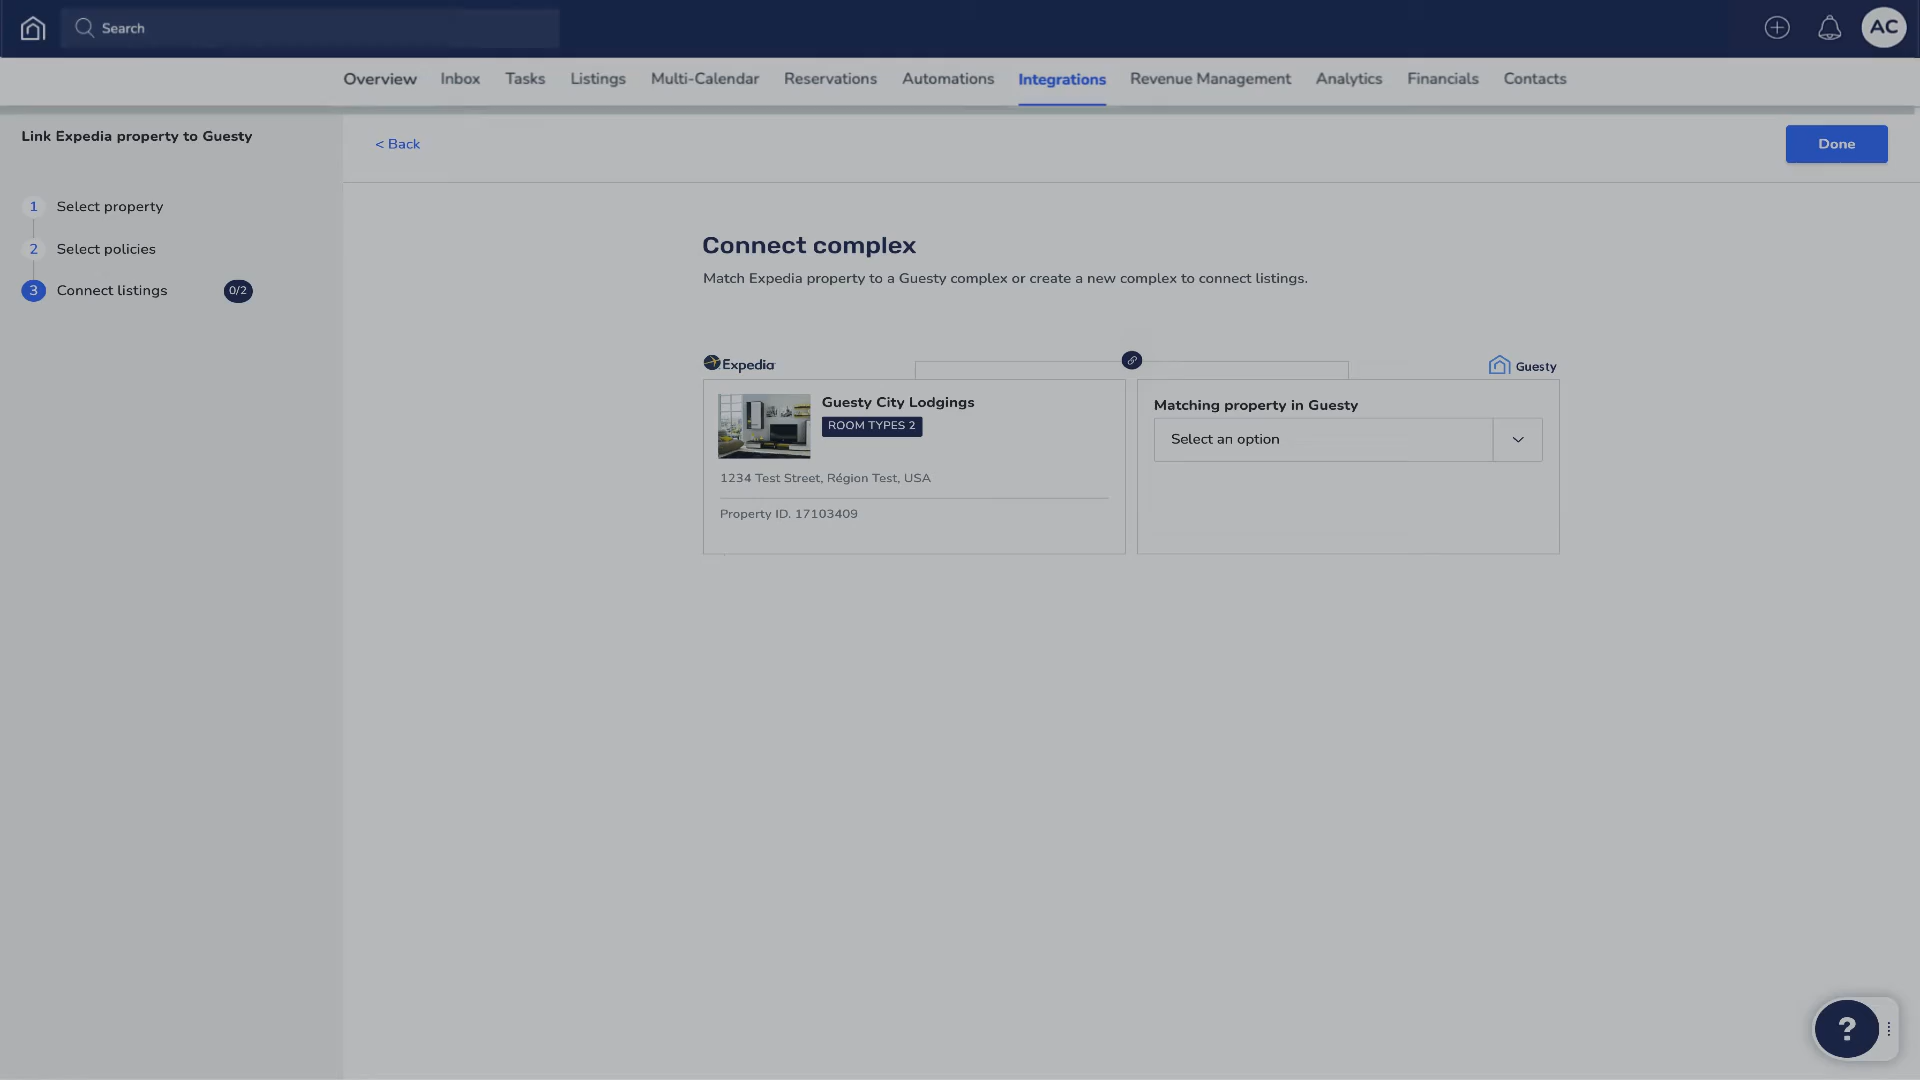 Search
AC
Overview Inbox Tasks Listings Multi-Calendar Reservations Automations Integrations Revenue Management Analytics Financials Contacts
Link Expedia property to Guesty
< Back
Done
1 Select property
2 Select policies
3 Connect listings 0/2
Connect complex
Match Expedia property to a Guesty complex or create a new complex to connect listings.
Expedia
Guesty
Guesty City Lodgings
ROOM TYPES 2
1234 Test Street, Région Test, USA
Property ID. 17103409
Matching property in Guesty
Select an option
?